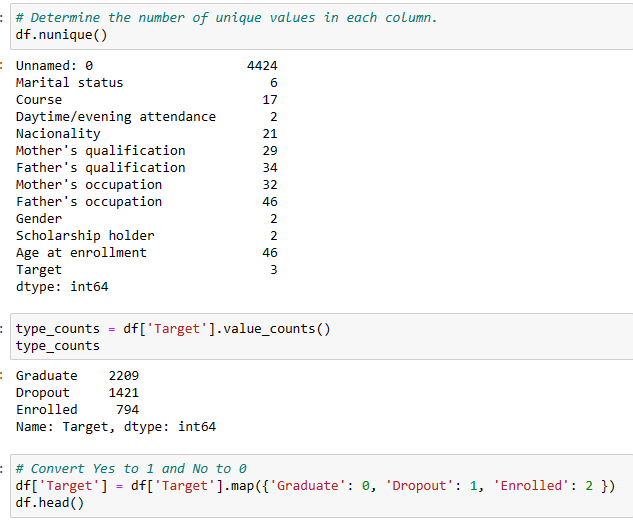 # Determine the number of unique values in each column.
df.nunique()
Unnamed: 0 4424
Marital status 6
Course 17
Daytime/evening attendance 2
Nacionality 21
Mother's qualification 29
Father's qualification 34
Mother's occupation 32
Father's occupation 46
Gender 2
Scholarship holder 2
Age at enrollment 46
Target 3
dtype: int64
type_counts = df['Target'].value_counts()
type_counts
Graduate 2209
Dropout 1421
Enrolled 794
Name: Target, dtype: int64
# Convert Yes to 1 and No to 0
df['Target'] = df['Target'].map({'Graduate': 0, 'Dropout': 1, 'Enrolled': 2 })
df.head()